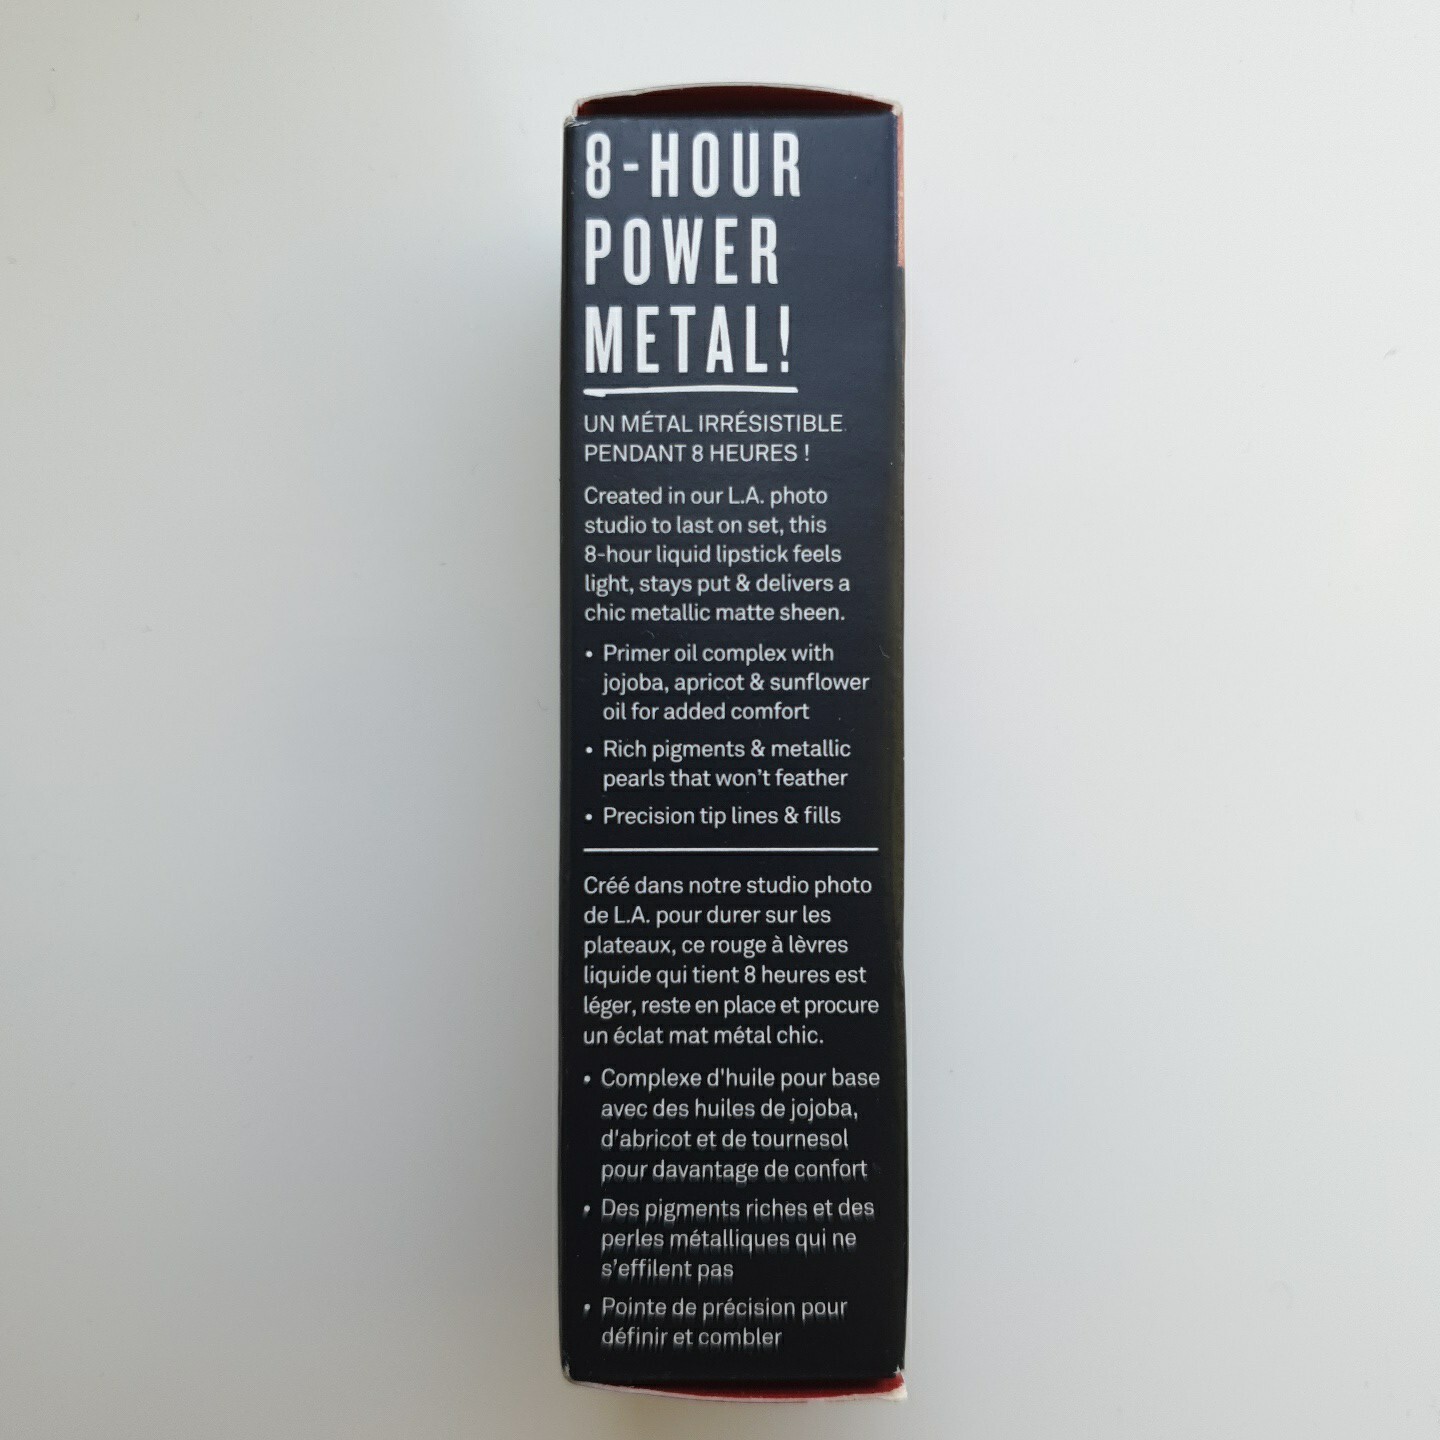 8-HOUR
POWER
METAL!
UN MÉTAL IRRÉSISTIBLE
PENDANT 8 HEURES !
Created in our L.A. photo
studio to last on set, this
8-hour liquid lipstick feels
light, stays put & delivers a
chic metallic matte sheen.
• Primer oil complex with
jojoba, apricot & sunflower
oil for added comfort
• Rich pigments & metallic
pearls that won't feather
• Precision tip lines & fills
Créé dans notre studio photo
de L.A. pour durer sur les
plateaux, ce rouge à lèvres
liquide qui tient 8 heures est
léger, reste en place et procure
un éclat mat métal chic.
• Complexe d'huile pour base
avec des huiles de jojoba,
d'abricot et de tournesol
pour davantage de confort
• Des pigments riches et des
perles métalliques qui ne
s'effilent pas
• Pointe de précision pour
définir et combler